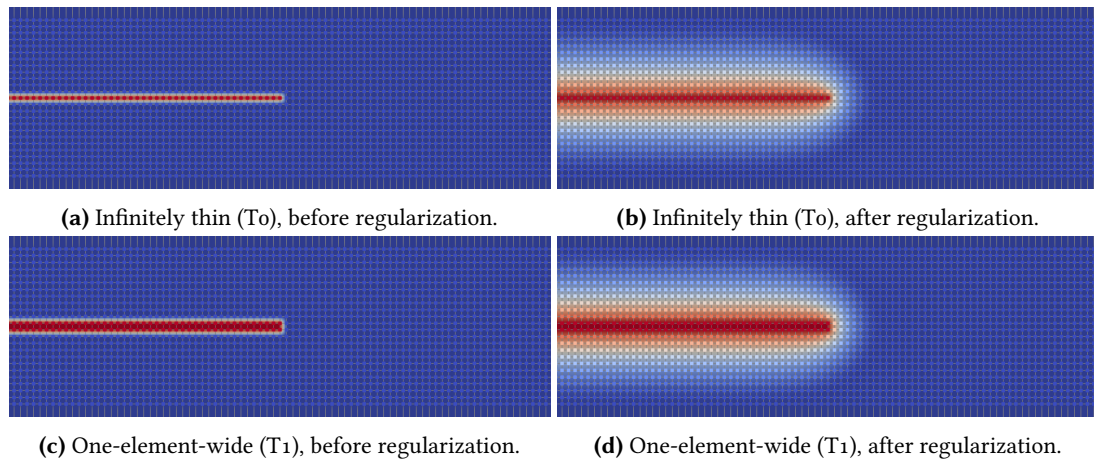 (a) Infinitely thin (T0), before regularization.
(b) Infinitely thin (T0), after regularization.
(c) One-element-wide (T1), before regularization.
(d) One-element-wide (T1), after regularization.